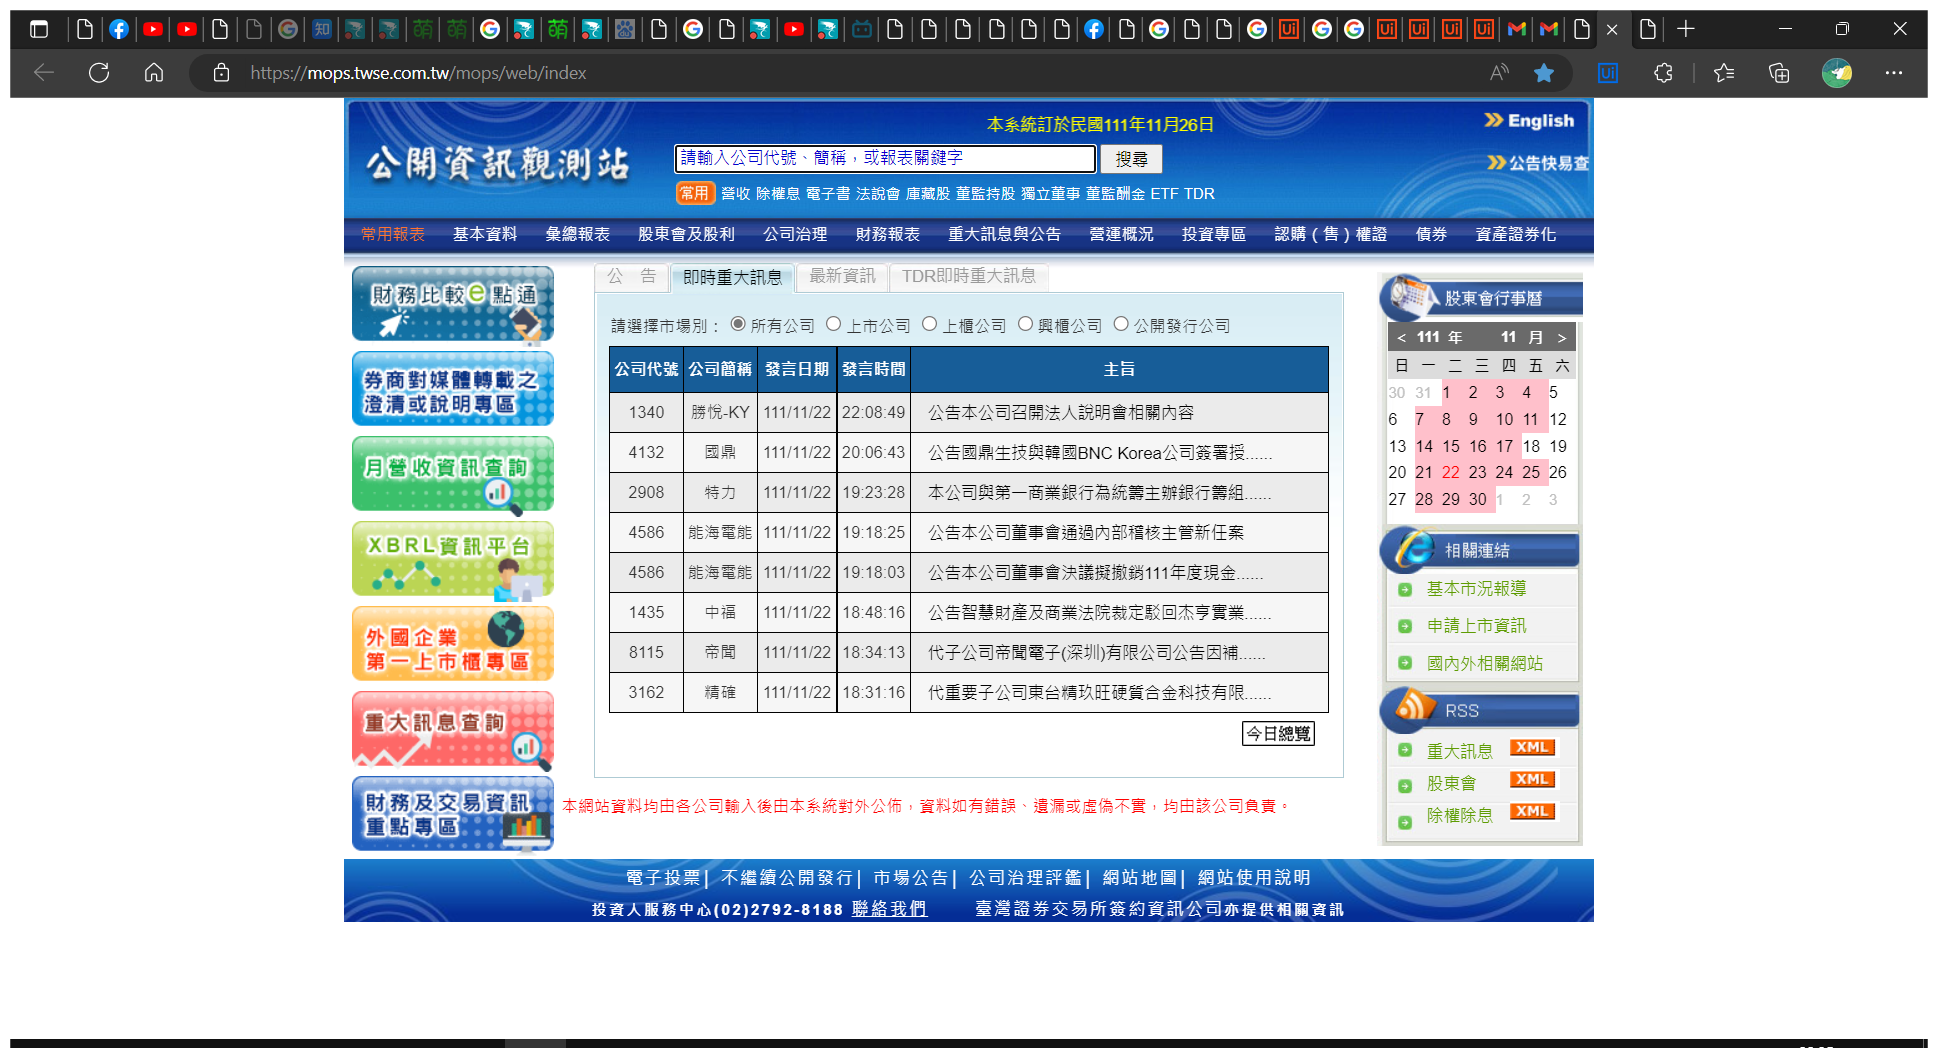 https://mops.twse.com.tw/mops/web/index
本系統訂於民國111年11月26日
English
公開資訊觀測站
請輸入公司代號、簡稱，或報表關鍵字
搜尋
公告快易查
常用 營收 除權息 電子書 法說會 庫藏股 董監持股 獨立董事 董監酬金 ETF TDR
常用報表 基本資料 彙總報表 股東會及股利 公司治理 財務報表 重大訊息與公告 營運概況 投資專區 認購(售)權證 債券 資產證券化
財務比較e點通
券商對媒體轉載之
澄清或說明專區
月營收資訊查詢
XBRL資訊平台
外國企業
第一上市櫃專區
重大訊息查詢
財務及交易資訊
重點專區
公 告 即時重大訊息 最新資訊 TDR即時重大訊息
請選擇市場別： 所有公司 上市公司 上櫃公司 興櫃公司 公開發行公司
公司代號 公司簡稱 發言日期 發言時間 主旨
1340 勝悅-KY 111/11/22 22:08:49 公告本公司召開法人說明會相關內容
4132 國鼎 111/11/22 20:06:43 公告國鼎生技與韓國BNC Korea公司簽署授......
2908 特力 111/11/22 19:23:28 本公司與第一商業銀行為統籌主辦銀行籌組......
4586 能海電能 111/11/22 19:18:25 公告本公司董事會通過內部稽核主管新任案
4586 能海電能 111/11/22 19:18:03 公告本公司董事會決議擬撤銷111年度現金......
1435 中福 111/11/22 18:48:16 公告智慧財產及商業法院裁定駁回杰亨實業......
8115 帝聞 111/11/22 18:34:13 代子公司帝聞電子(深圳)有限公司公告因補......
3162 精確 111/11/22 18:31:16 代重要子公司東台精玖旺硬質合金科技有限......
今日總覽
本網站資料均由各公司輸入後由本系統對外公佈，資料如有錯誤、遺漏或虛偽不實，均由該公司負責。
股東會行事曆
< 111 年 11 月 >
日 一 二 三 四 五 六
30 31 1 2 3 4 5
6 7 8 9 10 11 12
13 14 15 16 17 18 19
20 21 22 23 24 25 26
27 28 29 30 1 2 3
相關連結
基本市況報導
申請上市資訊
國內外相關網站
RSS
重大訊息 XML
股東會 XML
除權除息 XML
電子投票| 不繼續公開發行| 市場公告| 公司治理評鑑| 網站地圖| 網站使用說明
投資人服務中心(02)2792-8188 聯絡我們 臺灣證券交易所簽約資訊公司亦提供相關資訊